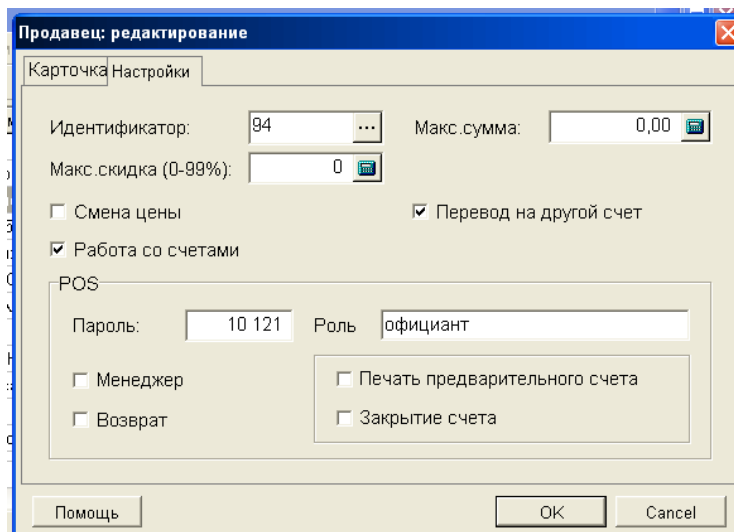 Продавец: редактирование
Карточка Настройки
Идентификатор: 94 ... Макс.сумма: 0,00
Макс.скидка (0-99%): 0
Смена цены Перевод на другой счет
Работа со счетами
POS
Пароль: 10 121 Роль официант
Менеджер Печать предварительного счета
Возврат Закрытие счета
Помощь OK Cancel